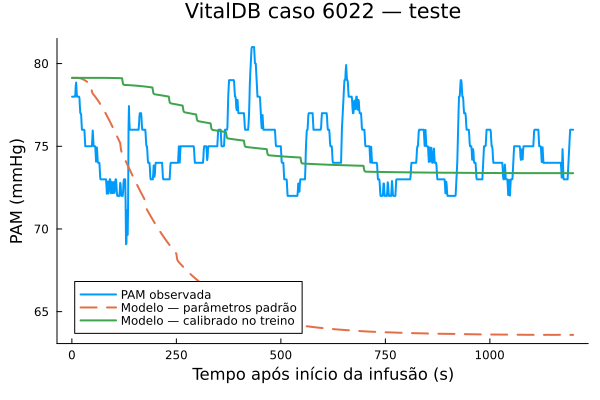 VitalDB caso 6022 — teste
PAM (mmHg)
80
75
70
65
PAM observada
Modelo — parâmetros padrão
Modelo — calibrado no treino
0
250
500
750
1000
Tempo após início da infusão (s)